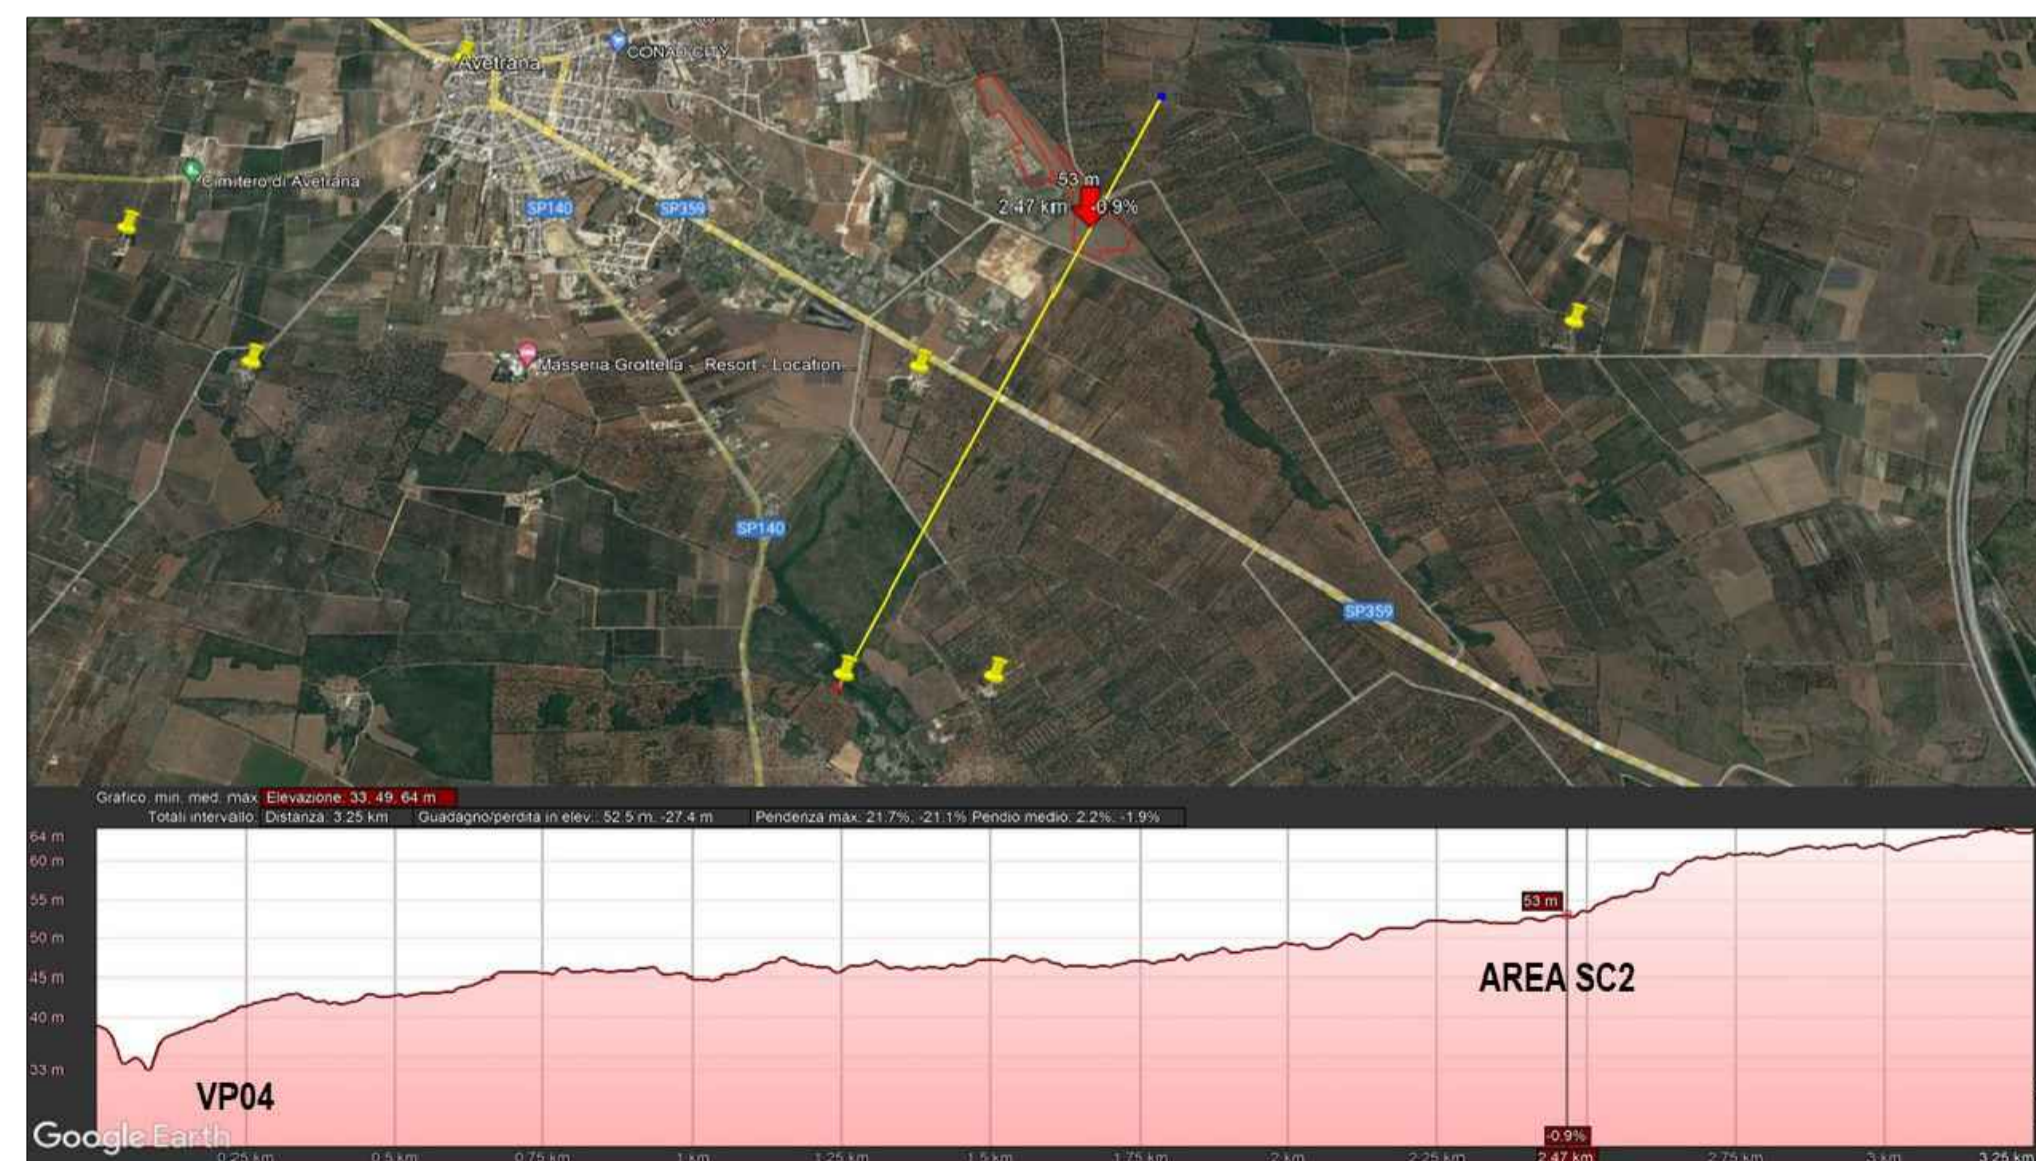 CONAD CITY
Avetrana
Cimitero di Avetrana
SP140
SP359
53 m
2.47 km
-0.9%
Masseria Grottella - Resort - Location
SP140
SP359
Grafico: min. med. max Elevazione: 33, 49, 64 m
Totali intervallo: Distanza: 3.25 km Guadagno/perdita in elev.: 52.5 m, -27.4 m Pendenza max: 21.7%, -21.1% Pendio medio: 2.2%, -1.9%
64 m
60 m
55 m
50 m
45 m
40 m
33 m
53 m
AREA SC2
VP04
Google Earth
-0.9%
0.25 km 0.5 km 0.75 km 1 km 1.25 km 1.5 km 1.75 km 2 km 2.25 km 2.47 km 2.75 km 3 km 3.25 km